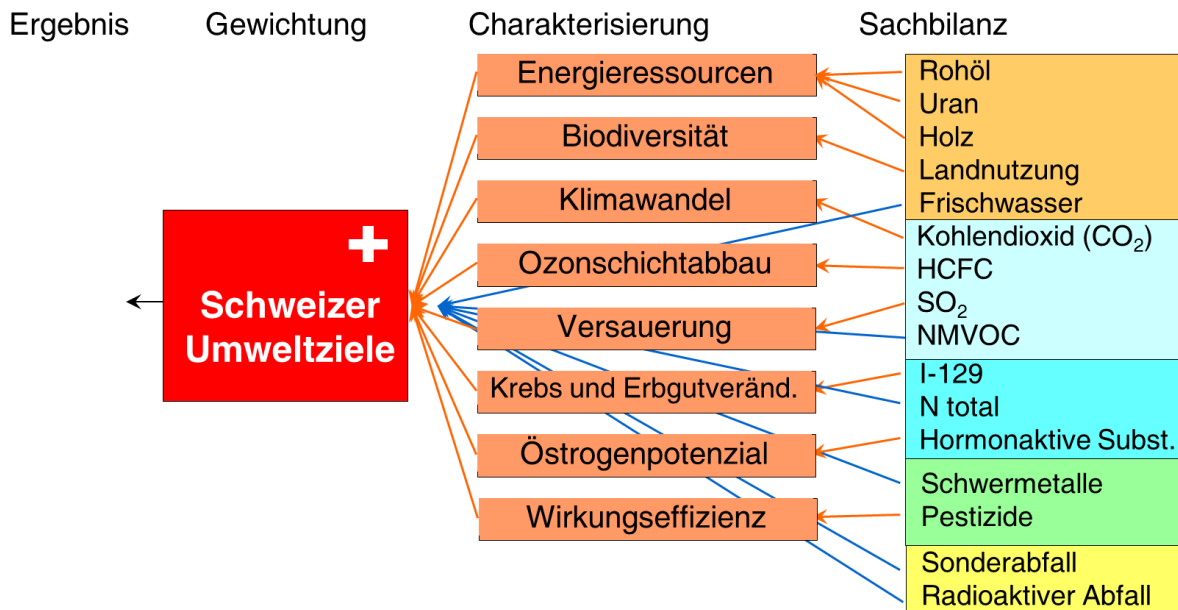 Ergebnis Gewichtung Charakterisierung Sachbilanz
Energieressourcen
Biodiversität
Klimawandel
Ozonschichtabbau
Versauerung
Krebs und Erbgutveränd.
Östrogenpotenzial
Wirkungseffizienz
Schweizer
Umweltziele
Rohöl
Uran
Holz
Landnutzung
Frischwasser
Kohlendioxid (CO₂)
HCFC
SO₂
NMVOC
I-129
N total
Hormonaktive Subst.
Schwermetalle
Pestizide
Sonderabfall
Radioaktiver Abfall